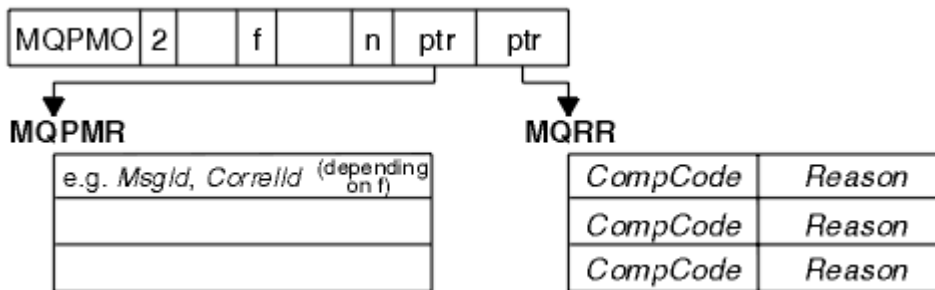 MQPMO 2 f n ptr ptr
MQPMR MQRR
e.g. MsgId, CorrelId (depending on f) CompCode Reason
CompCode Reason
CompCode Reason